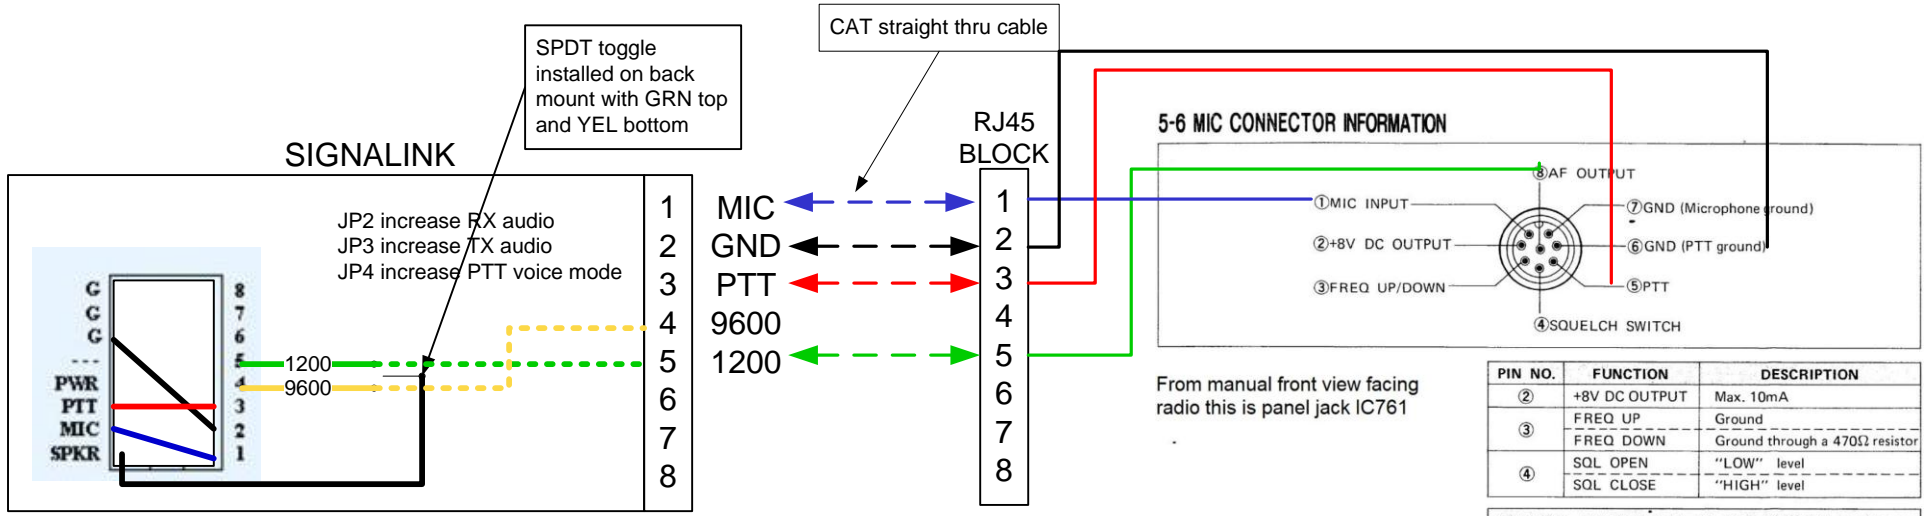 CAT straight thru cable
SPDT toggle
installed on back
mount with GRN top
and YEL bottom
SIGNALINK
RJ45
BLOCK
5-6 MIC CONNECTOR INFORMATION
JP2 increase RX audio
JP3 increase TX audio
JP4 increase PTT voice mode
G
G
G
---
PWR
PTT
MIC
SPKR
8
7
6
5
4
3
2
1
1200
9600
1
2
3
4
5
6
7
8
MIC
GND
PTT
9600
1200
1
2
3
4
5
6
7
8
⑧AF OUTPUT
①MIC INPUT
⑦GND (Microphone ground)
②+8V DC OUTPUT
⑥GND (PTT ground)
③FREQ UP/DOWN
⑤PTT
④SQUELCH SWITCH
From manual front view facing
radio this is panel jack IC761
PIN NO. FUNCTION DESCRIPTION
② +8V DC OUTPUT Max. 10mA
③ FREQ UP Ground
FREQ DOWN Ground through a 470Ω resistor
④ SQL OPEN "LOW" level
SQL CLOSE "HIGH" level